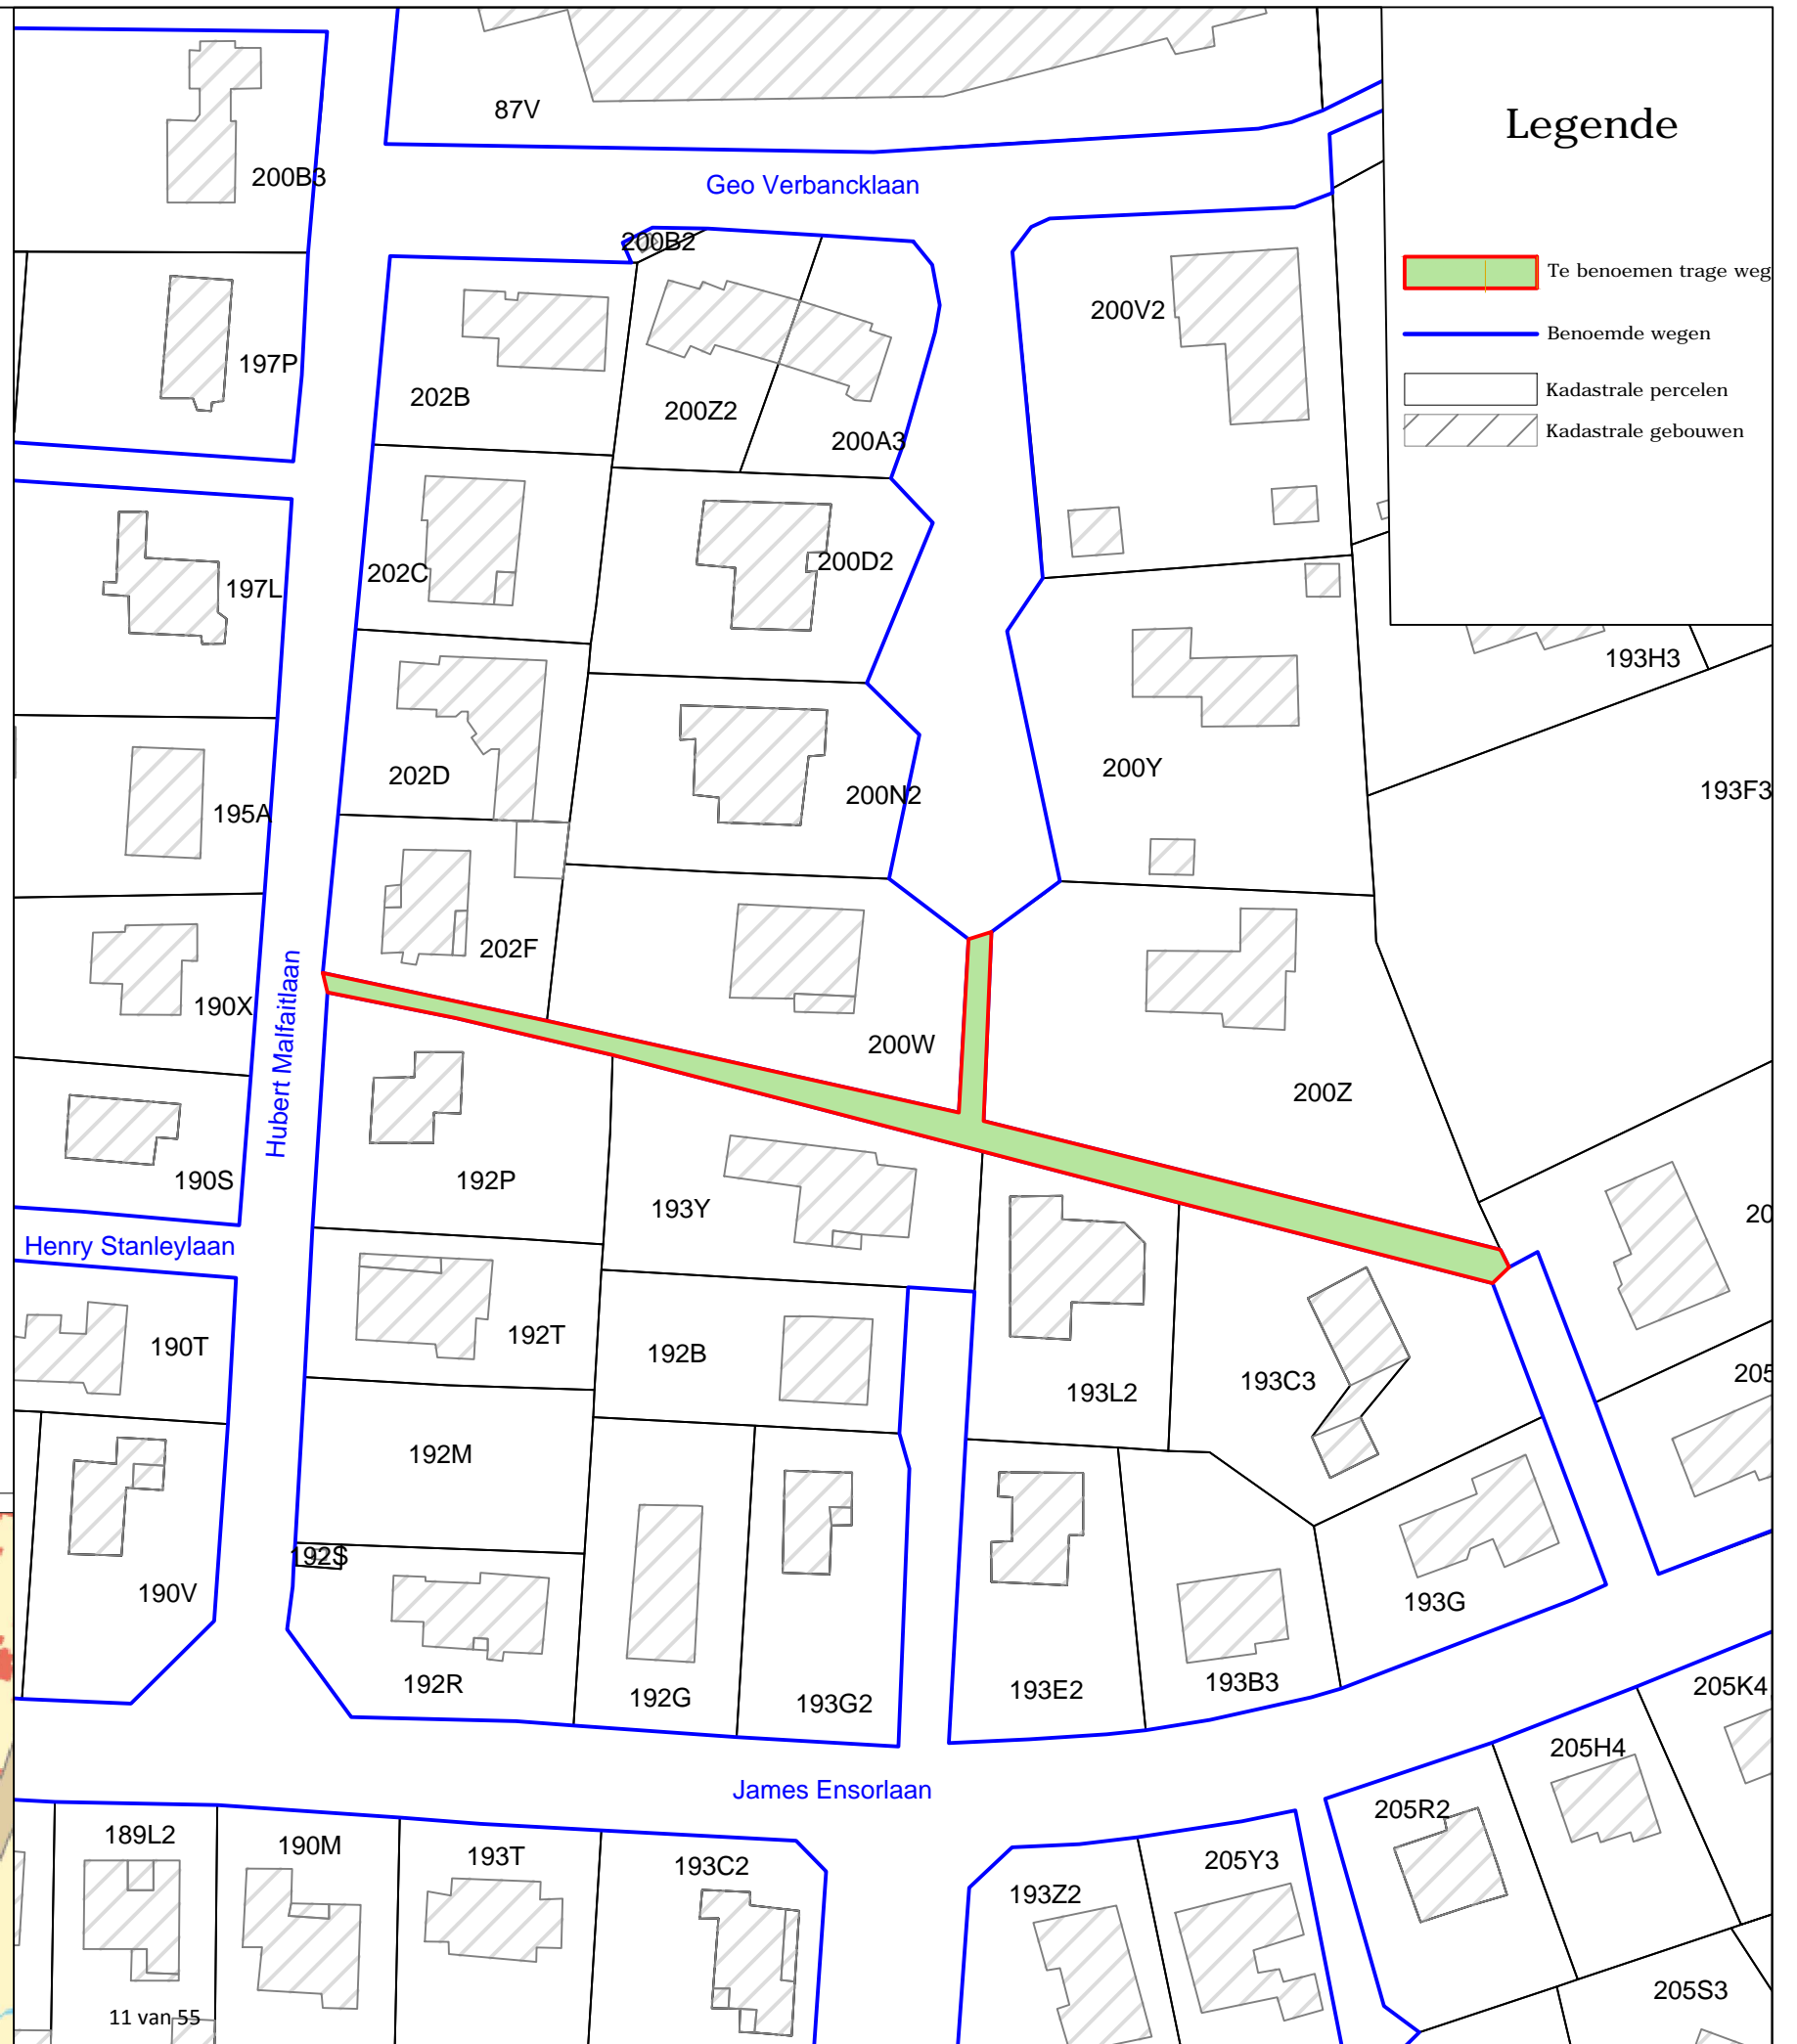 87V
Legende
200B3
Geo Verbancklaan
200B2
Te benoemen trage weg
200V2
Benoemde wegen
197P
202B
Kadastrale percelen
200Z2
200A3
Kadastrale gebouwen
200D2
202C
197L
193H3
200Y
202D
193F3
200N2
195A
202F
190X
200W
Hubert Malfaitlaan
200Z
190S
192P
193Y
20
Henry Stanleylaan
192T
190T
192B
193C3
205
193L2
192M
192S
190V
193G
192R
192G
193G2
193E2
193B3
205K4
205H4
James Ensorlaan
205R2
189L2
190M
193T
193C2
205Y3
193Z2
205S3
11 van 55